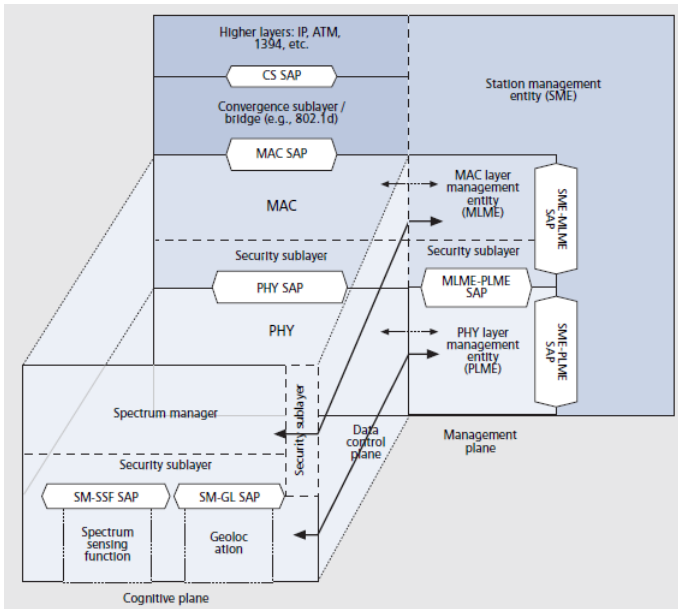 Higher layers: IP, ATM,
1394, etc.
CS SAP
Station management
entity (SME)
Convergence sublayer /
bridge (e.g., 802.1d)
MAC SAP
MAC
MAC layer
management
entity
(MLME)
SME-MLME
SAP
Security sublayer
Security sublayer
PHY SAP
MLME-PLME
SAP
PHY
PHY layer
management
entity
(PLME)
SME-PLME
SAP
Spectrum manager
Security sublayer
Data
control
plane
Management
plane
Security sublayer
SM-SSF SAP
SM-GL SAP
Spectrum
sensing
function
Geoloc
ation
Cognitive plane